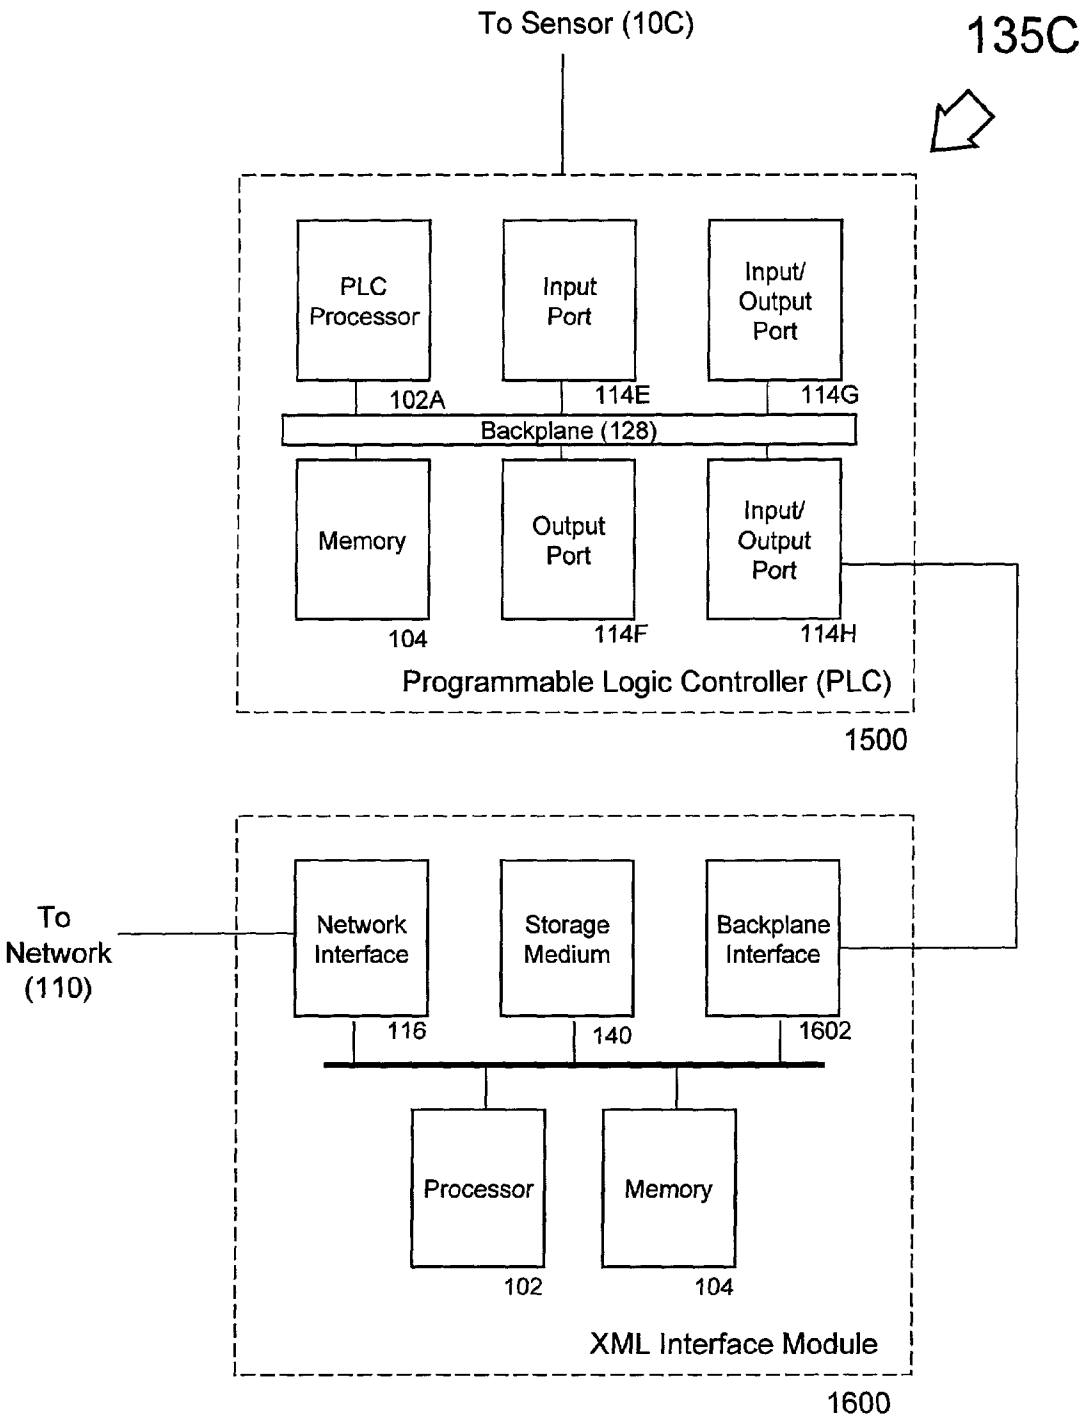 To Sensor (10C)
135C
PLC
Processor
Input
Port
Input/
Output
Port
102A
114E
114G
Backplane (128)
Memory
Output
Port
Input/
Output
Port
104
114F
114H
Programmable Logic Controller (PLC)
1500
To
Network
(110)
Network
Interface
Storage
Medium
Backplane
Interface
116
140
1602
Processor
Memory
102
104
XML Interface Module
1600